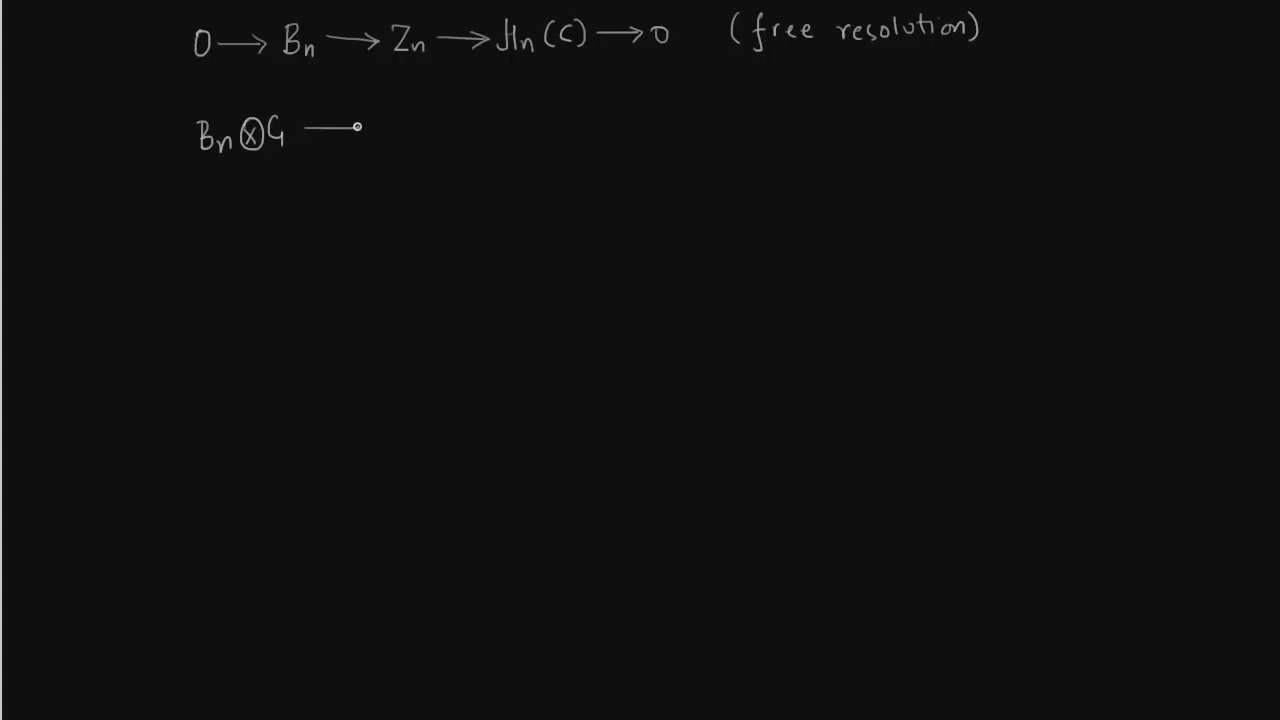 0 → Bn → Zn → Hn (C) → 0 (free resolution)
Bn ⊗ G —